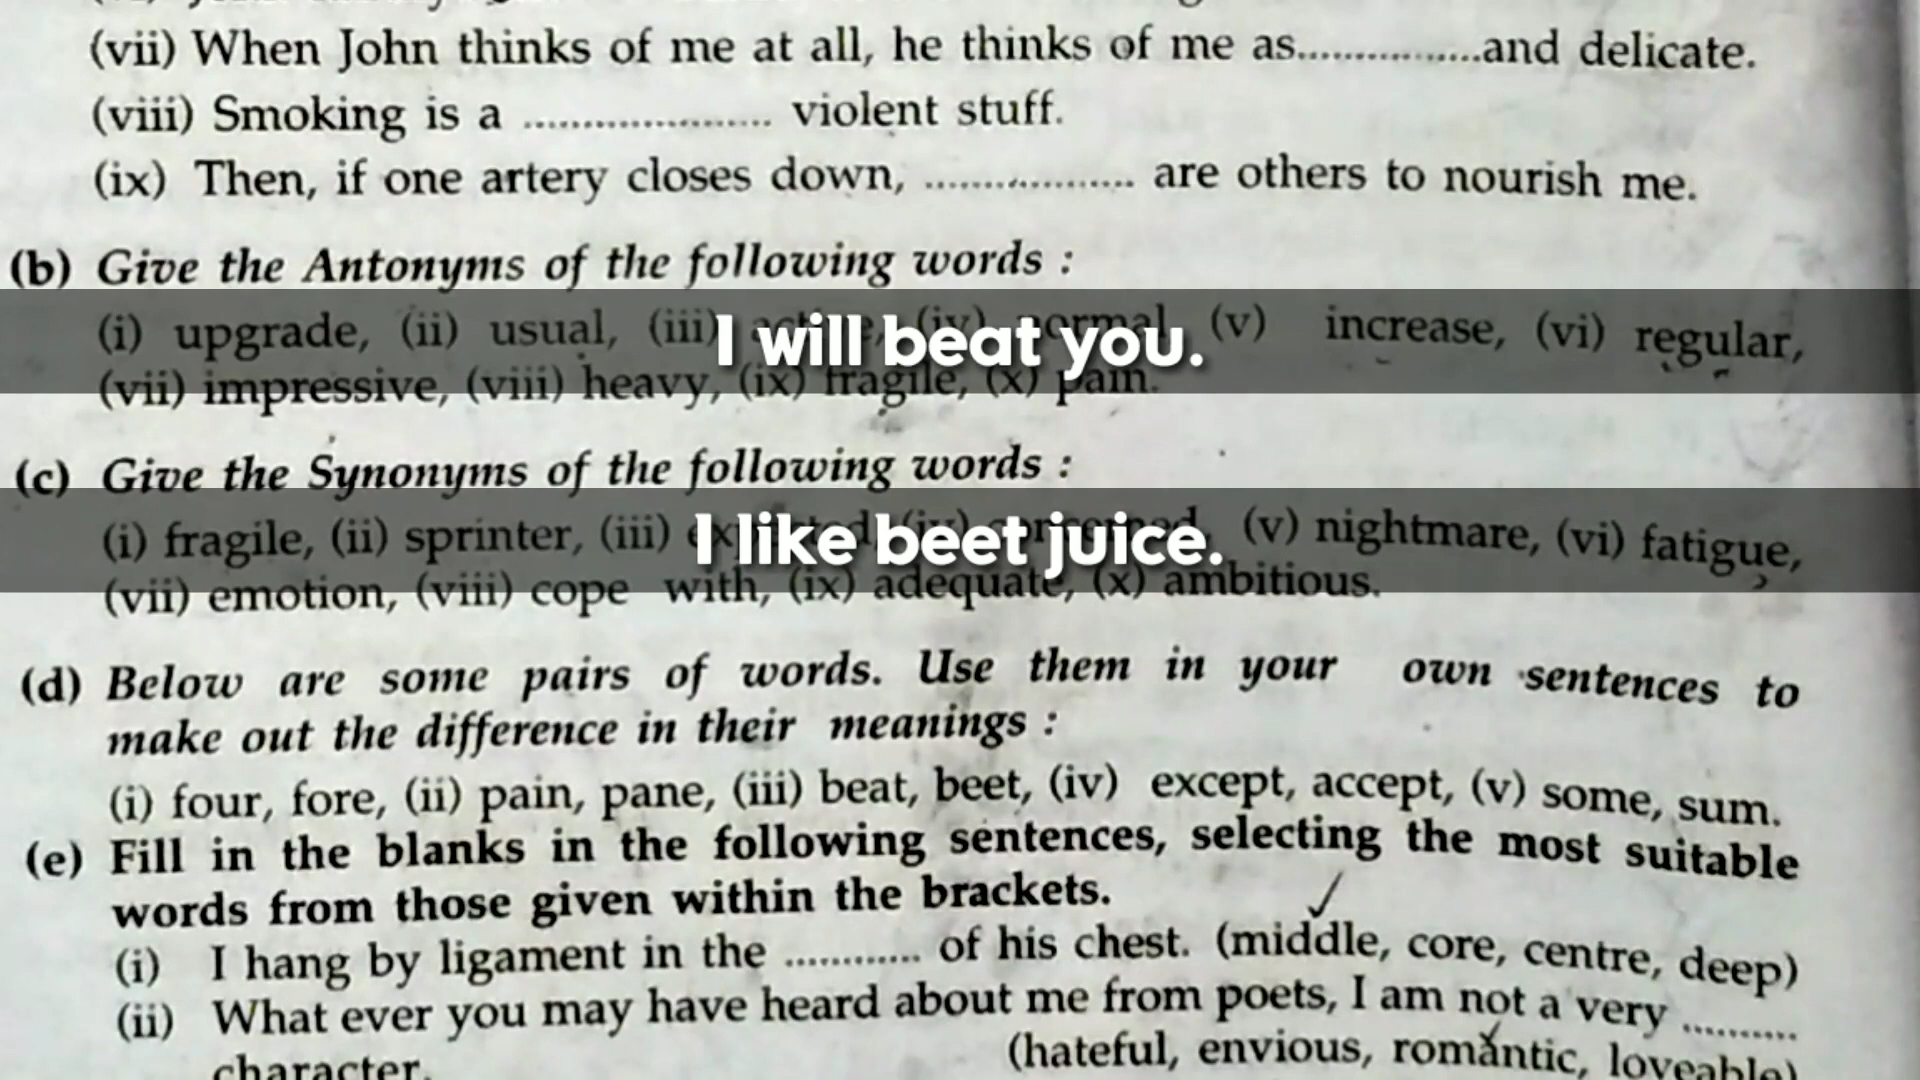 (vii) When John thinks of me at all, he thinks of me as................and delicate.
(viii) Smoking is a ..................... violent stuff.
(ix) Then, if one artery closes down, .................. are others to nourish me.
(b) Give the Antonyms of the following words :
(i) upgrade, (ii) usual, (iii) (iv) normal, (v) increase, (vi) regular,
I will beat you.
(vii) impressive, (viii) heavy, (ix) fragile, (x) pain.
(c) Give the Synonyms of the following words :
(i) fragile, (ii) sprinter, (iii) (iv) (v) nightmare, (vi) fatigue,
I like beet juice.
(vii) emotion, (viii) cope with, (ix) adequate, (x) ambitious.
(d) Below are some pairs of words. Use them in your own sentences to
make out the difference in their meanings :
(i) four, fore, (ii) pain, pane, (iii) beat, beet, (iv) except, accept, (v) some, sum.
(e) Fill in the blanks in the following sentences, selecting the most suitable
words from those given within the brackets.
(i) I hang by ligament in the ............ of his chest. (middle, core, centre, deep)
(ii) What ever you may have heard about me from poets, I am not a very ..........
character. (hateful, envious, romantic, loveable)